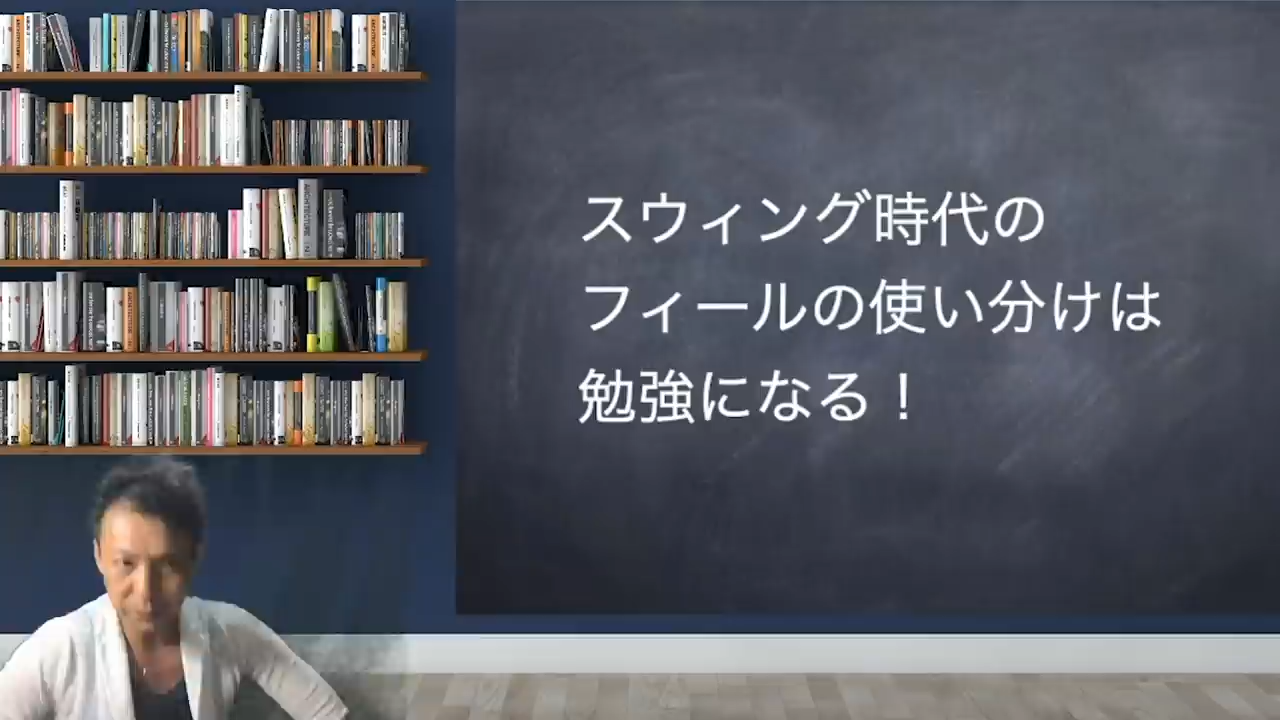 スウィング時代の
フィールの使い分けは
勉強になる！